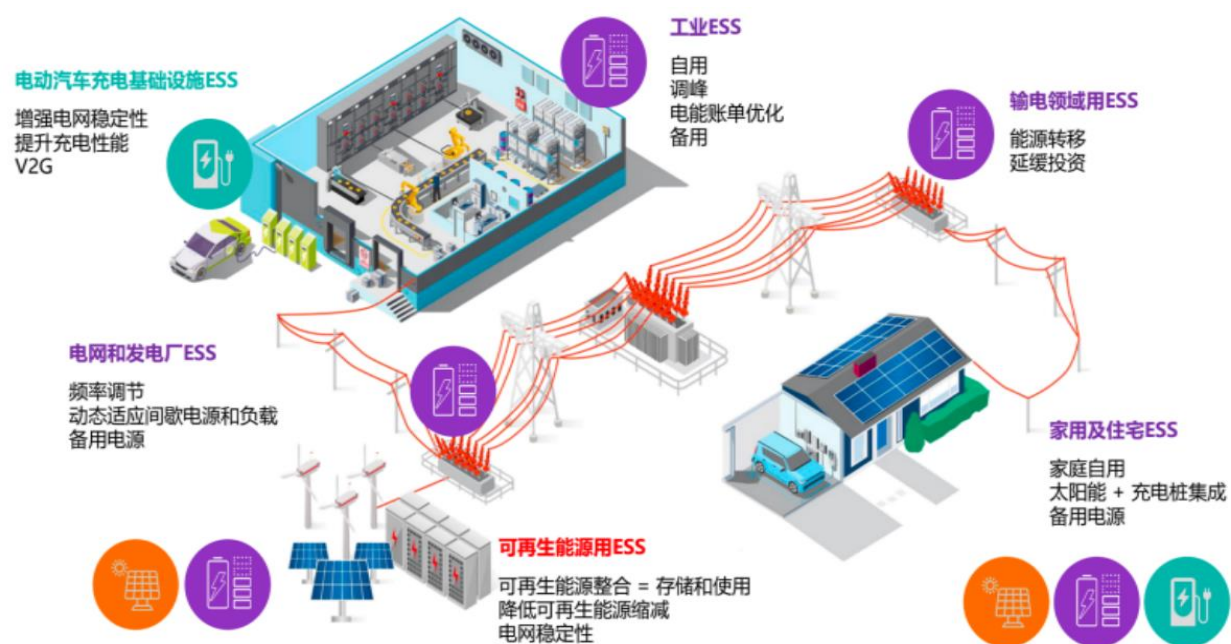 工业ESS
自用
调峰
电能账单优化
备用
电动汽车充电基础设施ESS
增强电网稳定性
提升充电性能
V2G
输电领域用ESS
能源转移
延缓投资
电网和发电厂ESS
频率调节
动态适应间歇电源和负载
备用电源
家用及住宅ESS
家庭自用
太阳能 + 充电桩集成
备用电源
可再生能源用ESS
可再生能源整合 = 存储和使用
降低可再生能源缩减
电网稳定性